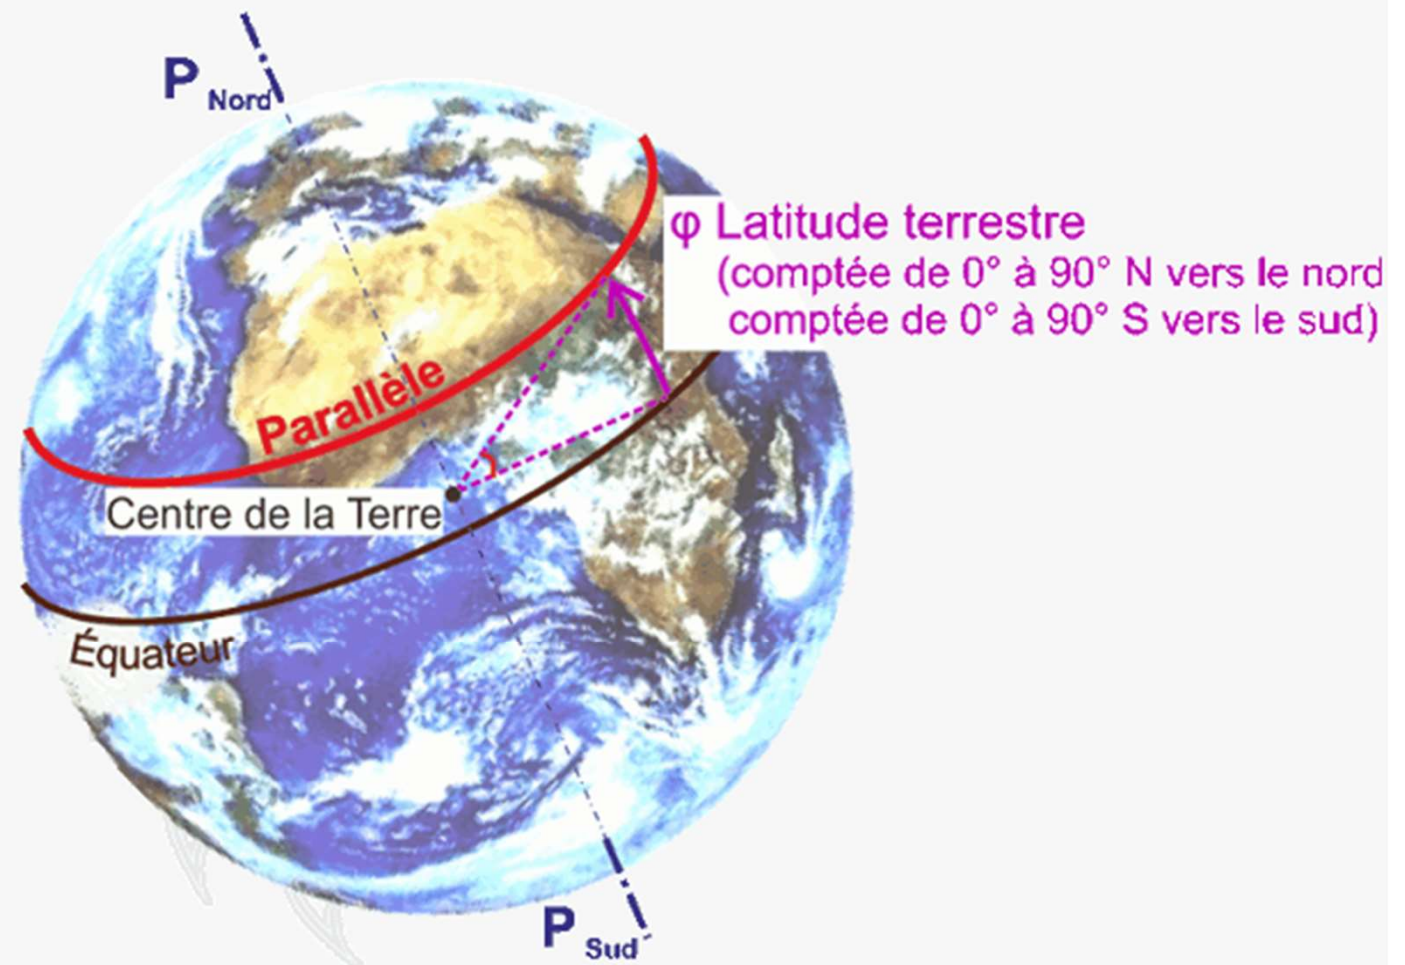 P Nord
φ Latitude terrestre
(comptée de 0° à 90° N vers le nord
comptée de 0° à 90° S vers le sud)
Parallèle
Centre de la Terre
Équateur
P Sud